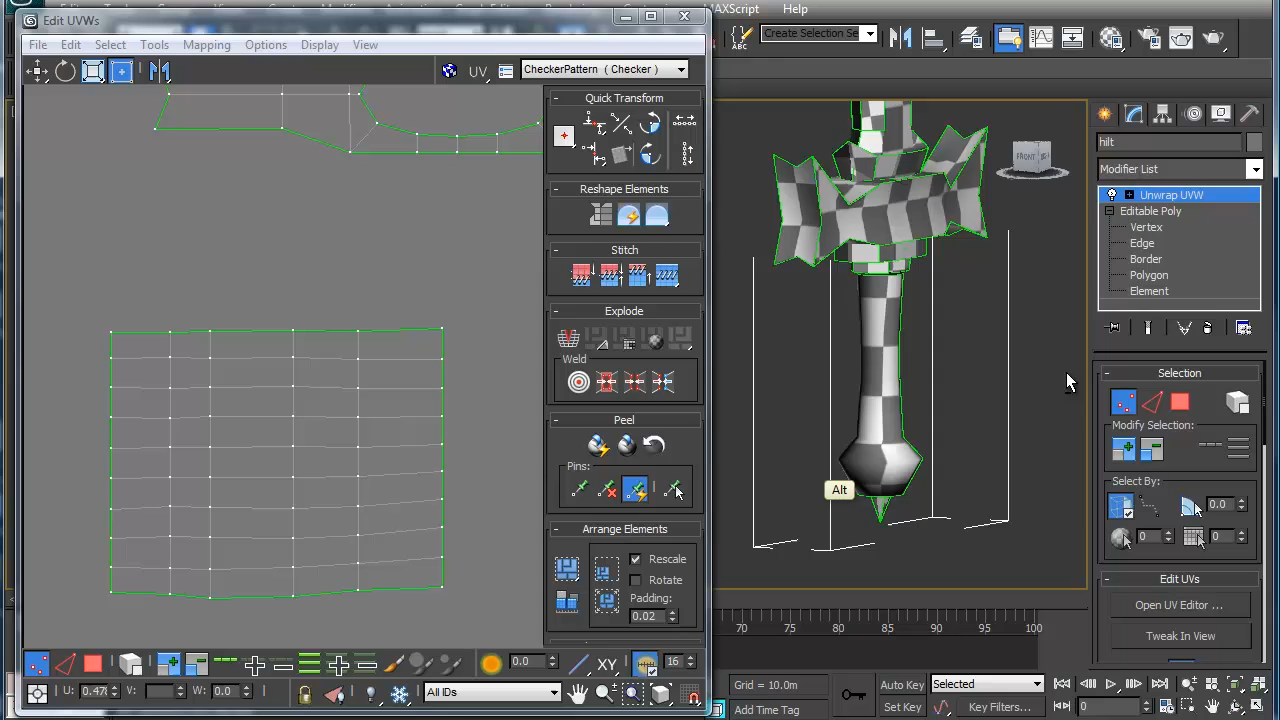 Edit UVWs
MAXScript Help
File Edit Select Tools Mapping Options Display View
Create Selection Se
UV
CheckerPattern ( Checker )
Quick Transform
Reshape Elements
Stitch
Explode
Weld
Peel
Pins:
Arrange Elements
Rescale
Rotate
Padding:
0.02
FRONT
Alt
hilt
Modifier List
Unwrap UVW
Editable Poly
Vertex
Edge
Border
Polygon
Element
Selection
Modify Selection:
Select By:
0.0
0
0
Edit UVs
Open UV Editor ...
Tweak In View
70 75 80 85 90 95 100
0.0
XY
16
U: 0.478
V:
W: 0.0
All IDs
Grid = 10.0m
Add Time Tag
Auto Key
Selected
Set Key
Key Filters...
0